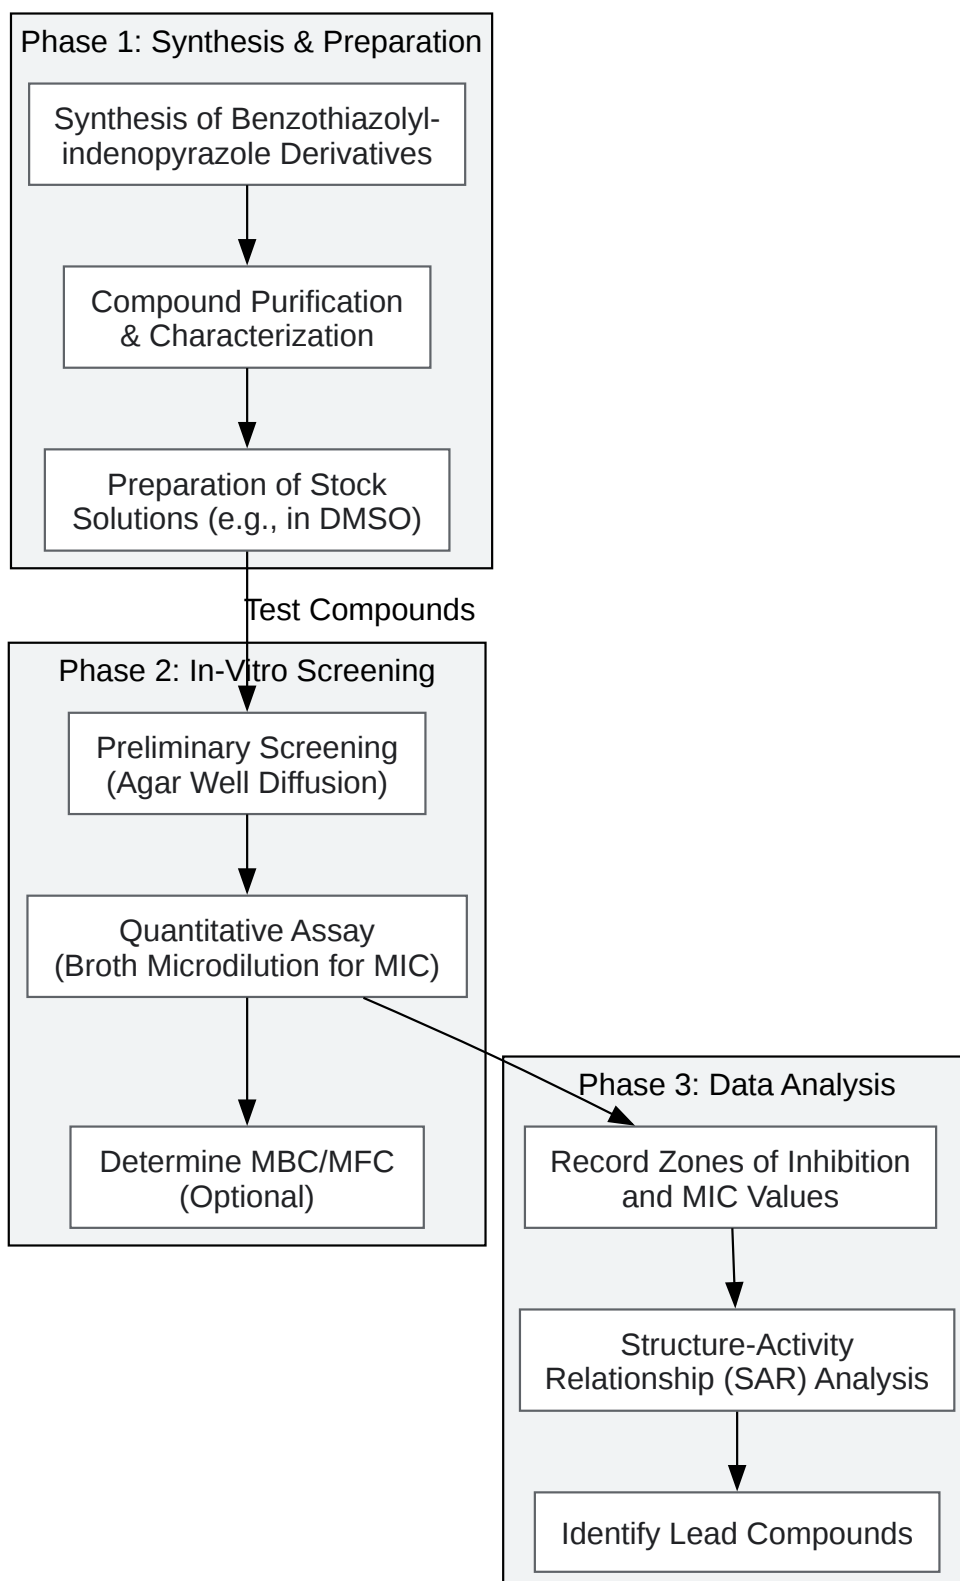 Phase 1: Synthesis & Preparation
Synthesis of Benzothiazolyl-
indenopyrazole Derivatives
Compound Purification
& Characterization
Preparation of Stock
Solutions (e.g., in DMSO)
Test Compounds
Phase 2: In-Vitro Screening
Preliminary Screening
(Agar Well Diffusion)
Quantitative Assay
(Broth Microdilution for MIC)
Determine MBC/MFC
(Optional)
Phase 3: Data Analysis
Record Zones of Inhibition
and MIC Values
Structure-Activity
Relationship (SAR) Analysis
Identify Lead Compounds